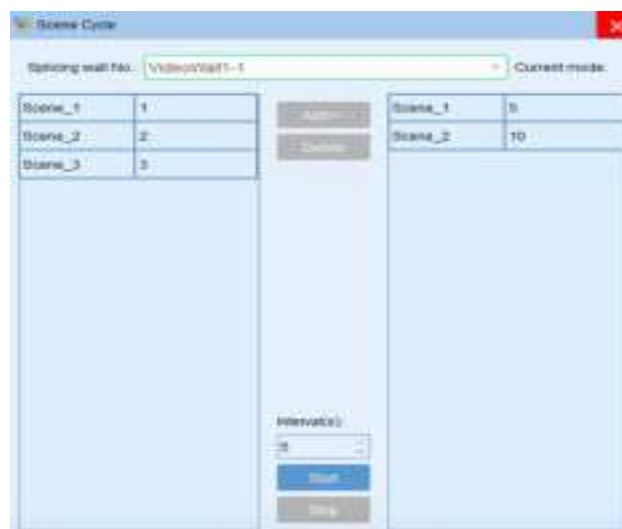 Scene Cycle
Splicing wall No. VideoWall1-1 Current mode:
Scene_1 1
Scene_2 2
Scene_3 3
Add>>
Delete
Scene_1 5
Scene_2 10
Interval(s):
Start
Stop